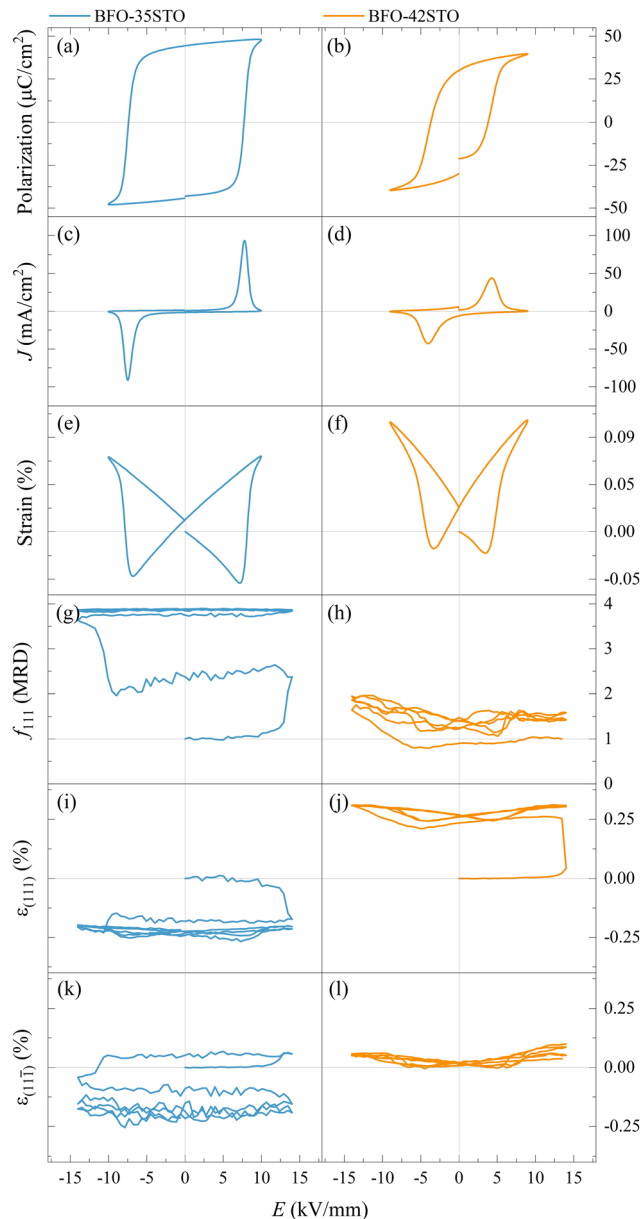 BFO-35STO BFO-42STO
(a) (b)
Polarization (μC/cm²)
50
25
0
-25
-50
(c) (d)
J (mA/cm²)
100
50
0
-50
-100
(e) (f)
Strain (%)
0.09
0.05
0.00
-0.05
(g) (h)
f₁₁₁ (MRD)
4
3
2
1
0
(i) (j)
ε₍₁₁₁₎ (%)
0.25
0.00
-0.25
(k) (l)
ε₍₁₁1̅₎ (%)
0.25
0.00
-0.25
-15 -10 -5 0 5 10 15 -15 -10 -5 0 5 10 15
E (kV/mm)